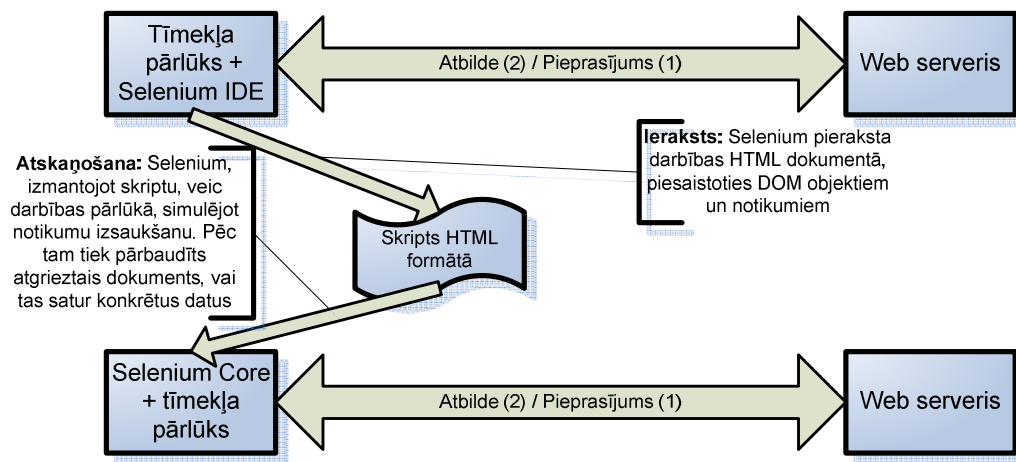 Tīmekļa
pārlūks +
Selenium IDE
Atbilde (2) / Pieprasījums (1)
Web serveris
Ieraksts: Selenium pieraksta
darbības HTML dokumentā,
piesaistoties DOM objektiem
un notikumiem
Atskaņošana: Selenium,
izmantojot skriptu, veic
darbības pārlūkā, simulējot
notikumu izsaukšanu. Pēc
tam tiek pārbaudīts
atgrieztais dokuments, vai
tas satur konkrētus datus
Skripts HTML
formātā
Selenium Core
+ tīmekļa
pārlūks
Atbilde (2) / Pieprasījums (1)
Web serveris